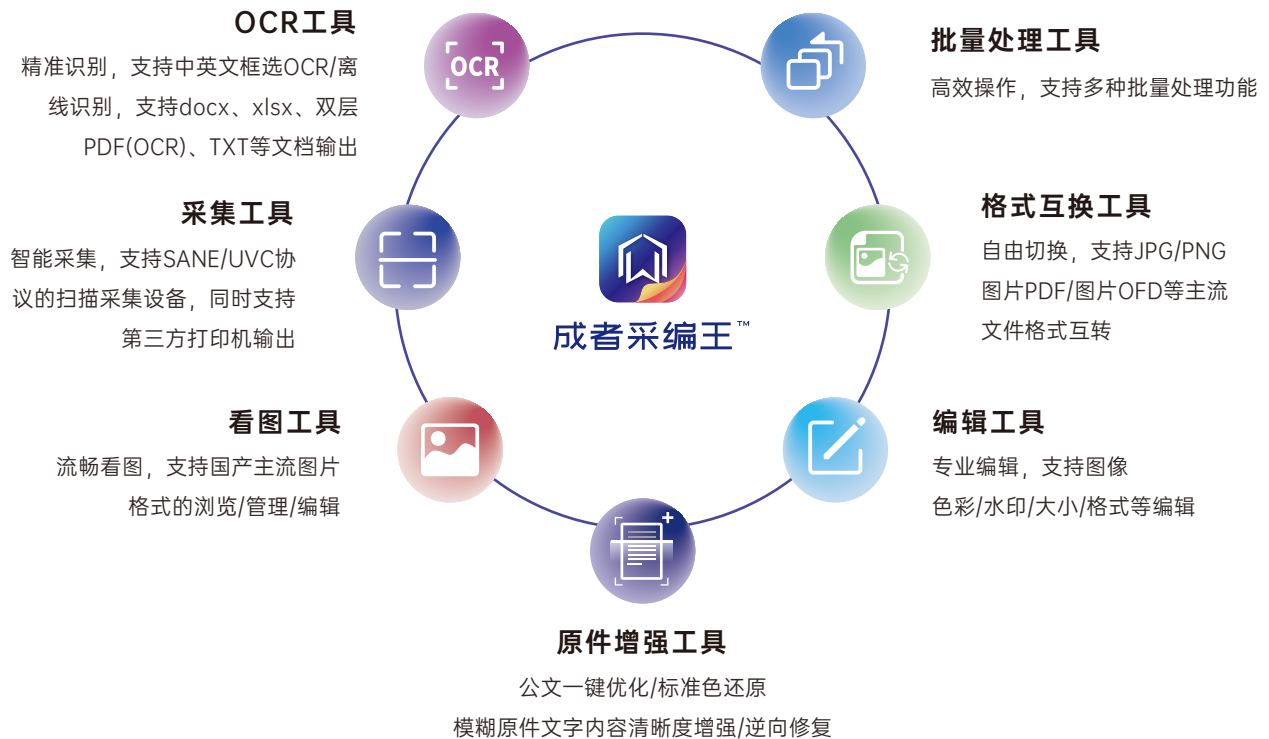 OCR工具
精准识别，支持中英文框选OCR/离
线识别，支持docx、xlsx、双层
PDF(OCR)、TXT等文档输出
OCR
批量处理工具
高效操作，支持多种批量处理功能
采集工具
智能采集，支持SANE/UVC协
议的扫描采集设备，同时支持
第三方打印机输出
格式互换工具
自由切换，支持JPG/PNG
图片PDF/图片OFD等主流
文件格式互转
成者采编王™
看图工具
流畅看图，支持国产主流图片
格式的浏览/管理/编辑
编辑工具
专业编辑，支持图像
色彩/水印/大小/格式等编辑
原件增强工具
公文一键优化/标准色还原
模糊原件文字内容清晰度增强/逆向修复